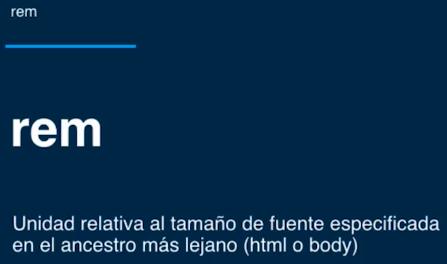 rem
rem
Unidad relativa al tamaño de fuente especificada
en el ancestro más lejano (html o body)